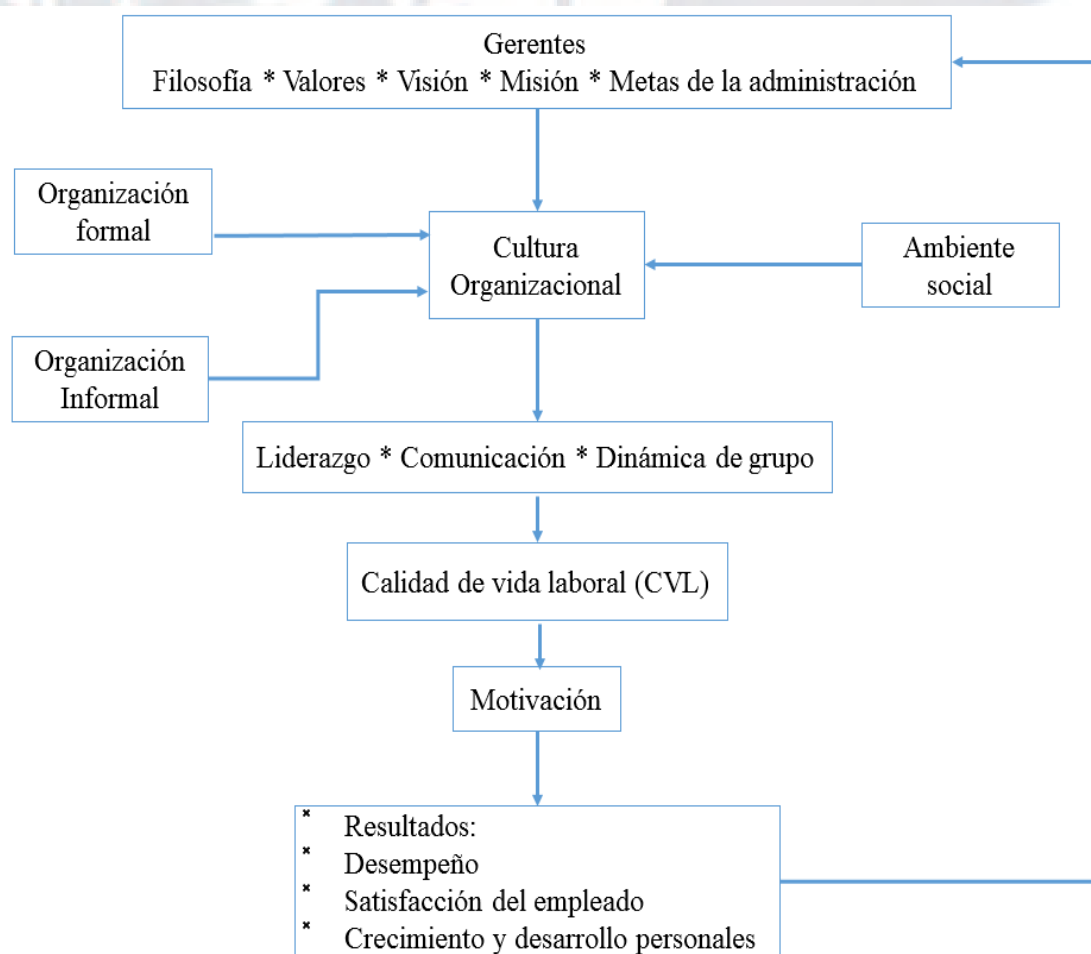 Gerentes
Filosofía * Valores * Visión * Misión * Metas de la administración
Organización
formal
Cultura
Organizacional
Ambiente
social
Organización
Informal
Liderazgo * Comunicación * Dinámica de grupo
Calidad de vida laboral (CVL)
Motivación
* Resultados:
* Desempeño
* Satisfacción del empleado
* Crecimiento y desarrollo personales